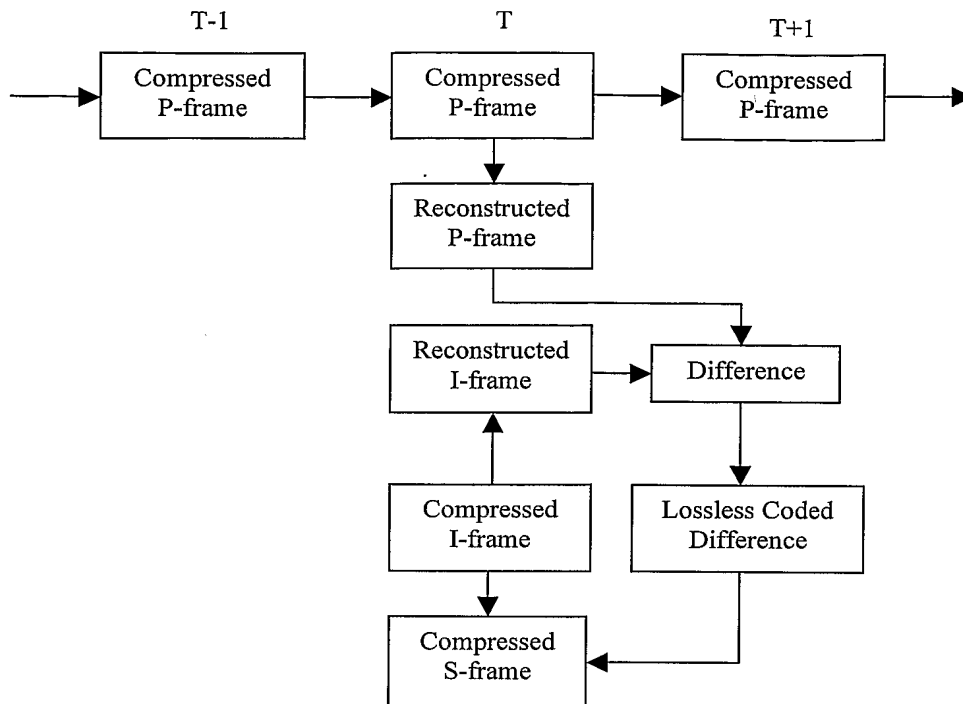 T-1
T
T+1
Compressed
P-frame
Compressed
P-frame
Compressed
P-frame
Reconstructed
P-frame
Reconstructed
I-frame
Difference
Compressed
I-frame
Lossless Coded
Difference
Compressed
S-frame